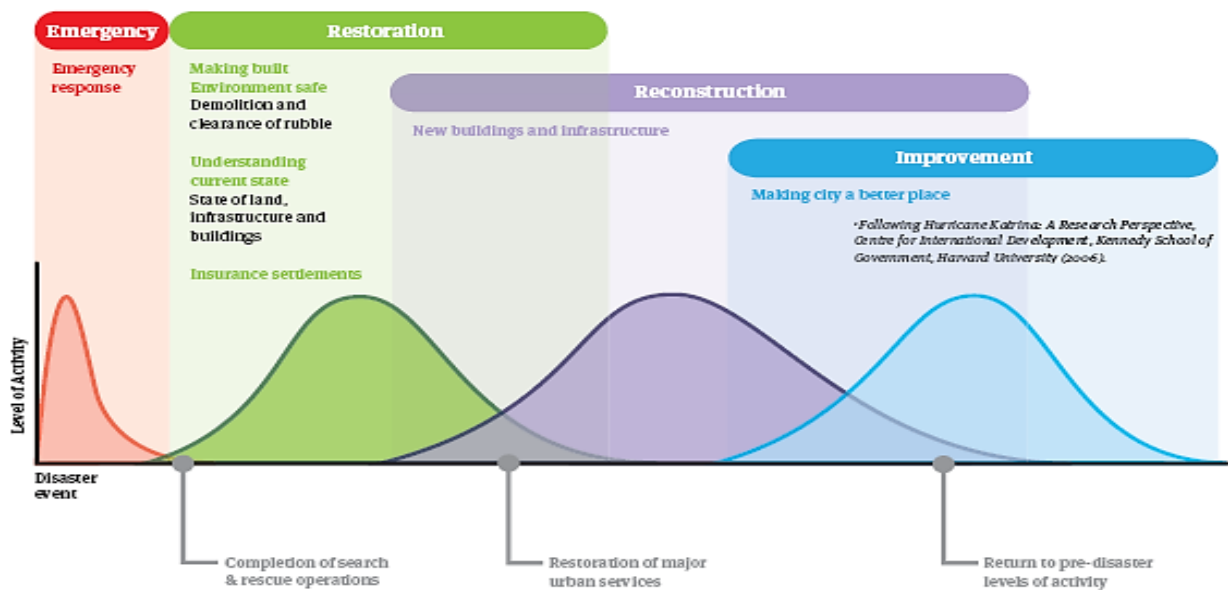 Emergency
Restoration
Emergency
response
Making built
Environment safe
Demolition and
clearance of rubble
Understanding
current state
State of land,
infrastructure and
buildings
Insurance settlements
Reconstruction
New buildings and infrastructure
Improvement
Making city a better place
•Following Hurricane Katrina: A Research Perspective,
Centre for International Development, Kennedy School of
Government, Harvard University (2006).
Level of Activity
Disaster
event
Completion of search
& rescue operations
Restoration of major
urban services
Return to pre-disaster
levels of activity